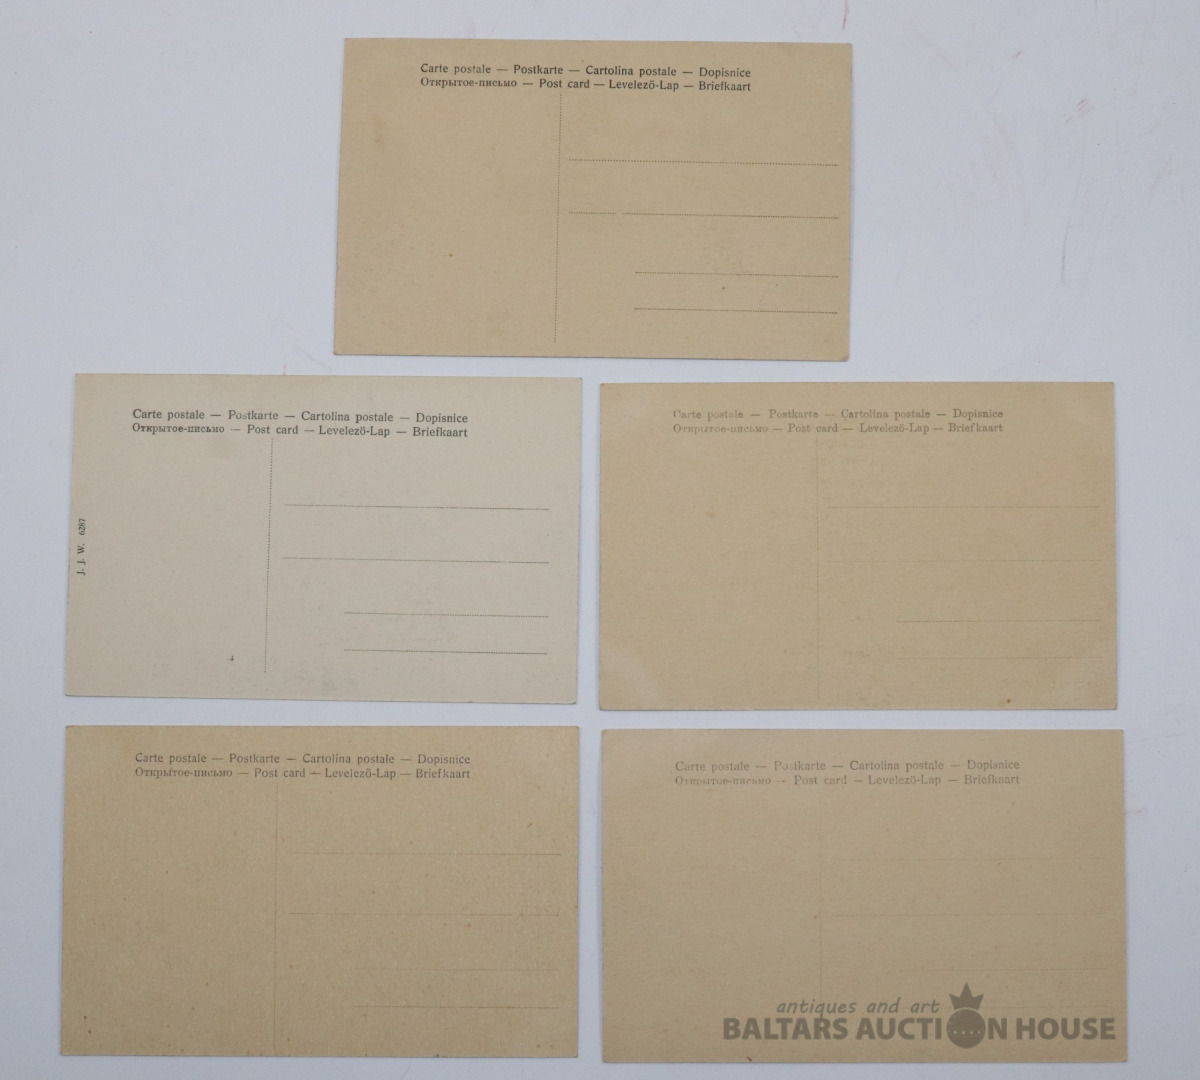 Carte postale — Postkarte — Cartolina postale — Dopisnice
Открытое-письмо — Post card — Levelező-Lap — Briefkaart
Carte postale — Postkarte — Cartolina postale — Dopisnice
Открытое-письмо — Post card — Levelező-Lap — Briefkaart
J. J. W. 6287
Carte postale — Postkarte — Cartolina postale — Dopisnice
Открытое-письмо — Post card — Levelező-Lap — Briefkaart
Carte postale — Postkarte — Cartolina postale — Dopisnice
Открытое-письмо — Post card — Levelező-Lap — Briefkaart
Carte postale — Postkarte — Cartolina postale — Dopisnice
Открытое-письмо — Post card — Levelező-Lap — Briefkaart
antiques and art
BALTARS AUCTION HOUSE